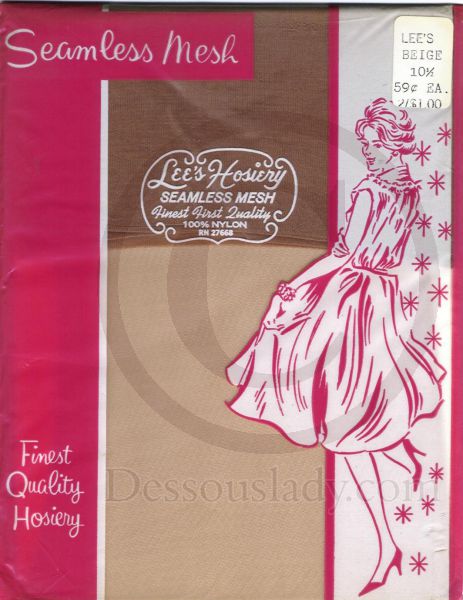 Seamless Mesh
LEE'S
BEIGE
10½
59¢ EA.
2/$1.00
Lee's Hosiery
SEAMLESS MESH
Finest First Quality
100% NYLON
RN 27668
Finest
Quality
Hosiery
Dessouslady.com